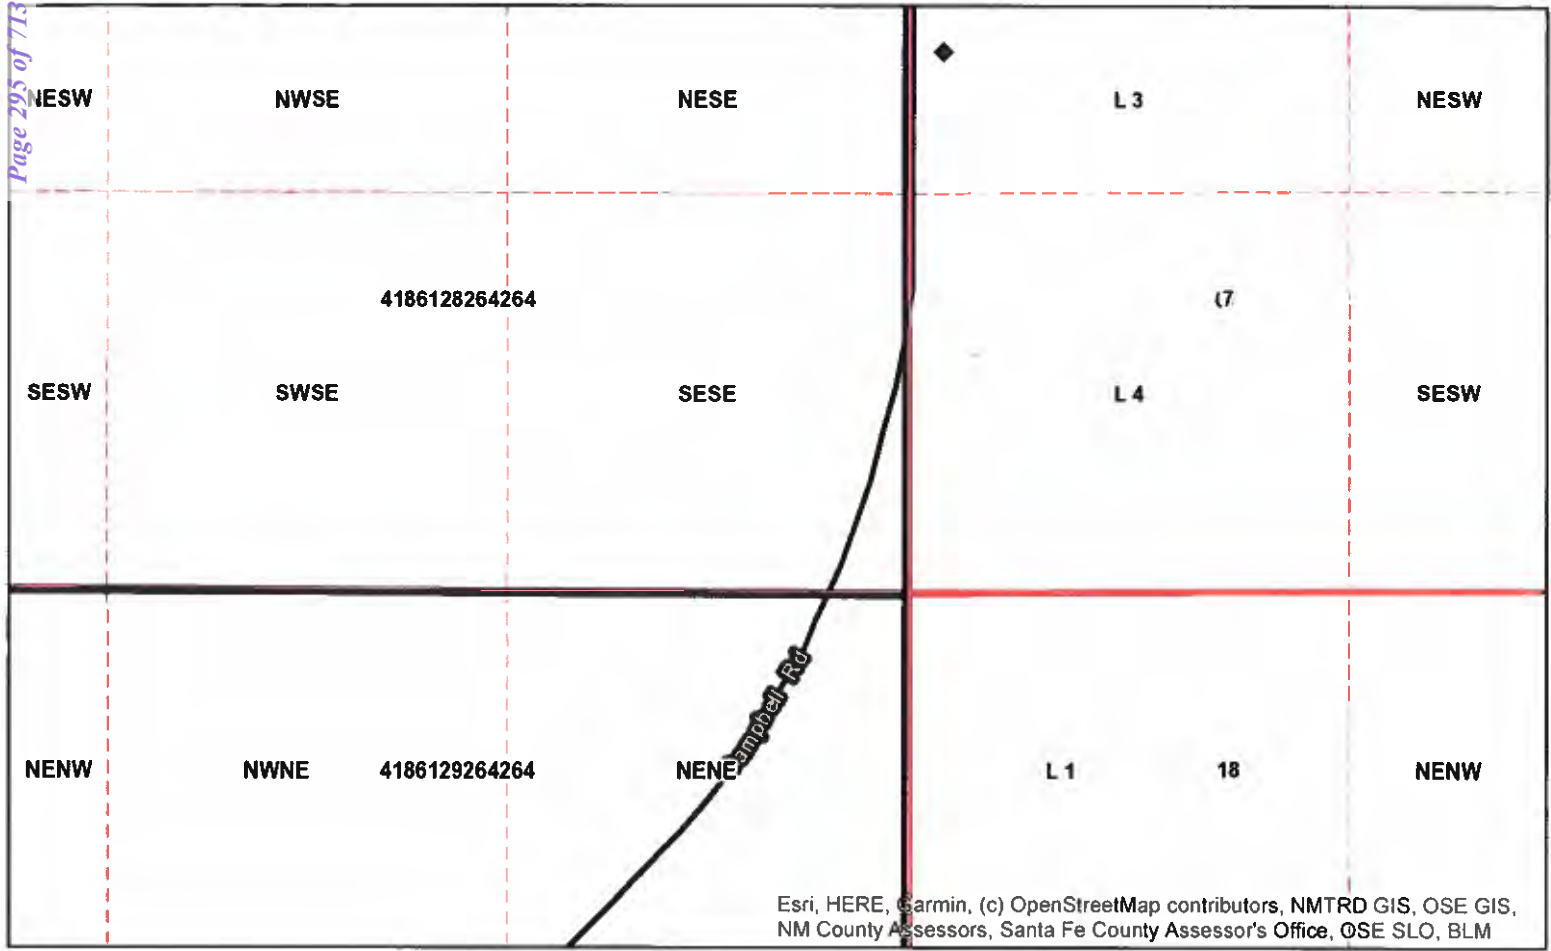 Page 295 of 713
NESW NWSE NESE L 3 NESW
4186128264264 (7
SESW SWSE SESE L 4 SESW
ampbell Rd
NENW NWNE 4186129264264 NENE L 1 18 NENW
Esri, HERE, Garmin, (c) OpenStreetMap contributors, NMTRD GIS, OSE GIS,
NM County Assessors, Santa Fe County Assessor's Office, OSE SLO, BLM